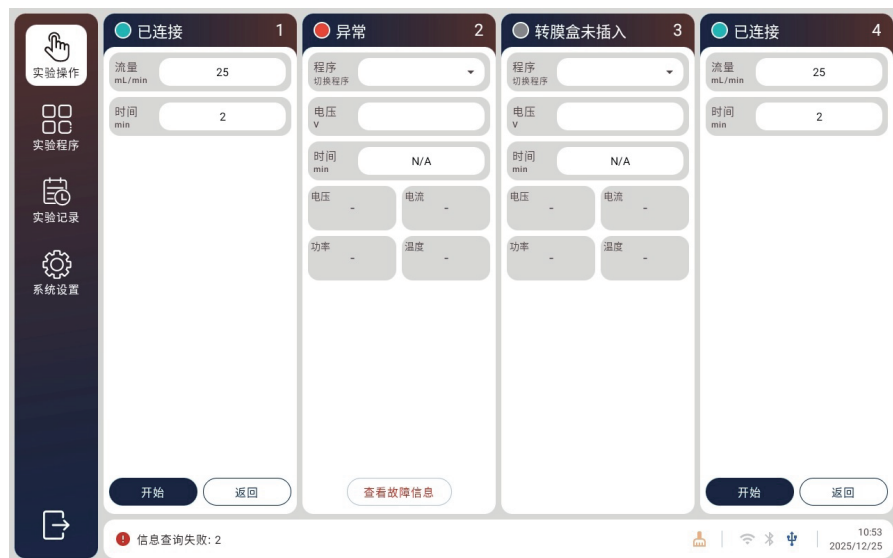 实验操作
实验程序
实验记录
系统设置
已连接 1
流量
mL/min
25
时间
min
2
开始
返回
异常 2
程序
切换程序
电压
V
时间
min
N/A
电压
-
电流
-
功率
-
温度
-
查看故障信息
转膜盒未插入 3
程序
切换程序
电压
V
时间
min
N/A
电压
-
电流
-
功率
-
温度
-
已连接 4
流量
mL/min
25
时间
min
2
开始
返回
信息查询失败: 2
10:53
2025/12/25